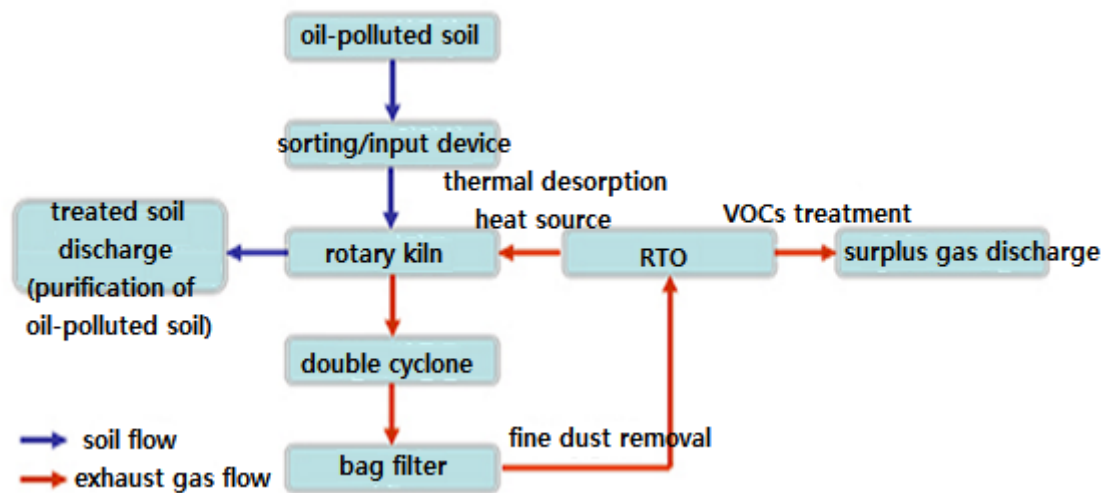 oil-polluted soil
sorting/input device
thermal desorption
heat source
treated soil
discharge
(purification of
oil-polluted soil)
rotary kiln
RTO
VOCs treatment
surplus gas discharge
double cyclone
fine dust removal
bag filter
soil flow
exhaust gas flow